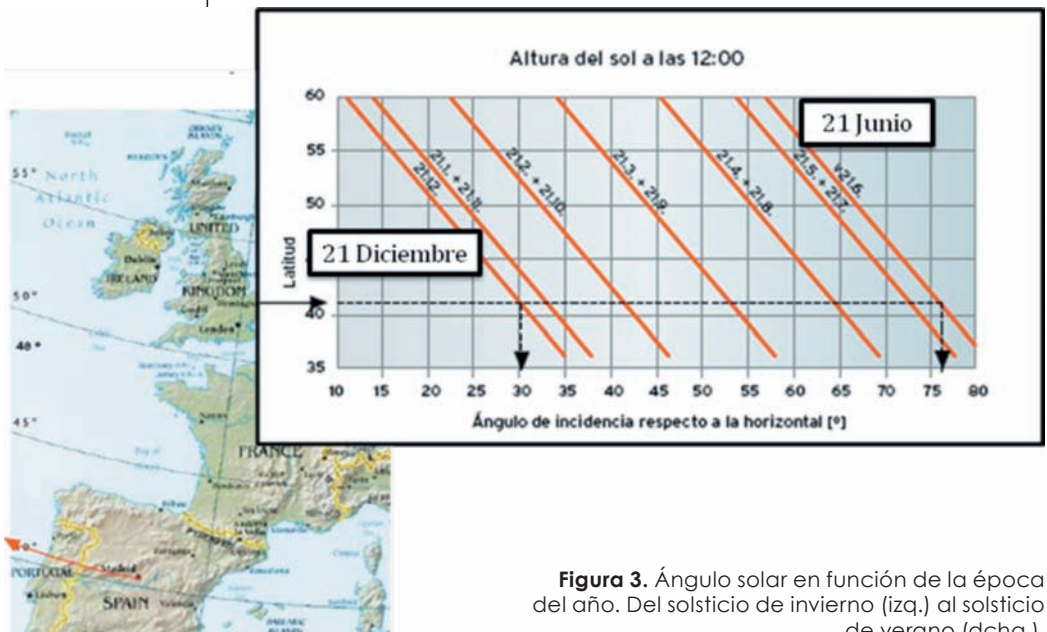 Altura del sol a las 12:00
60
55
50
40
35
Latitud
21 Junio
21 Diciembre
21.12.
21.1. + 21.11.
21.2. + 21.10.
21.3. + 21.9.
21.4. + 21.8.
21.5. + 21.7.
21.6.
10 15 20 25 30 35 40 45 50 55 60 65 70 75 80
Ángulo de incidencia respecto a la horizontal [º]
55°
North
Atlantic
Ocean
UNITED
KINGDOM
Dublin
IRELAND
London
50°
48°
45°
FRANCE
PORTUGAL
Madrid
Lisbon
SPAIN
Valencia
Figura 3. Ángulo solar en función de la época
del año. Del solsticio de invierno (izq.) al solsticio
de verano (dcha.).